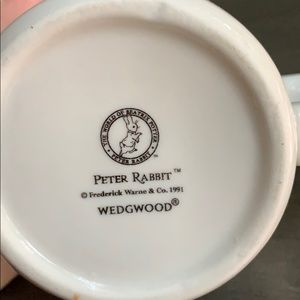 THE WORLD OF BEATRIX POTTER
PETER RABBIT
PETER RABBIT™
© Frederick Warne & Co. 1991
WEDGWOOD®